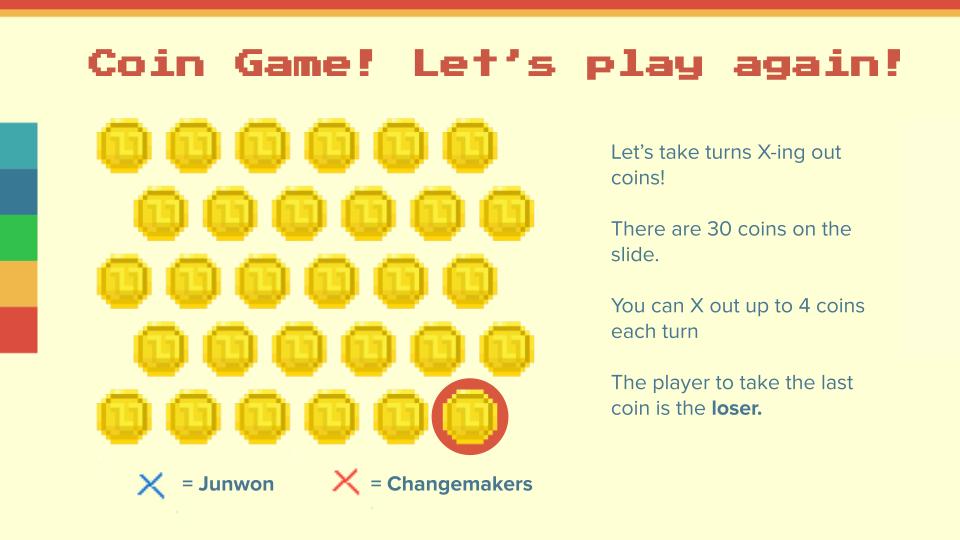 Coin Game! Let's play again!
Let's take turns X-ing out
coins!
There are 30 coins on the
slide.
You can X out up to 4 coins
each turn
The player to take the last
coin is the loser.
= Junwon
= Changemakers